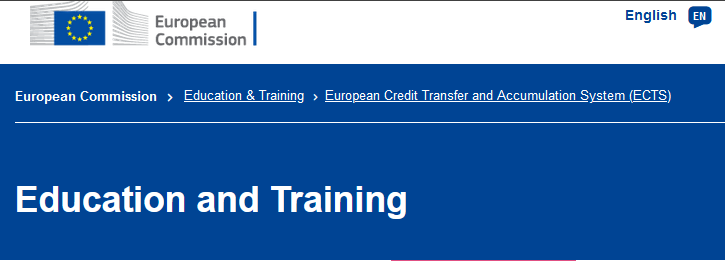 European
Commission
English EN
European Commission › Education & Training › European Credit Transfer and Accumulation System (ECTS)
Education and Training